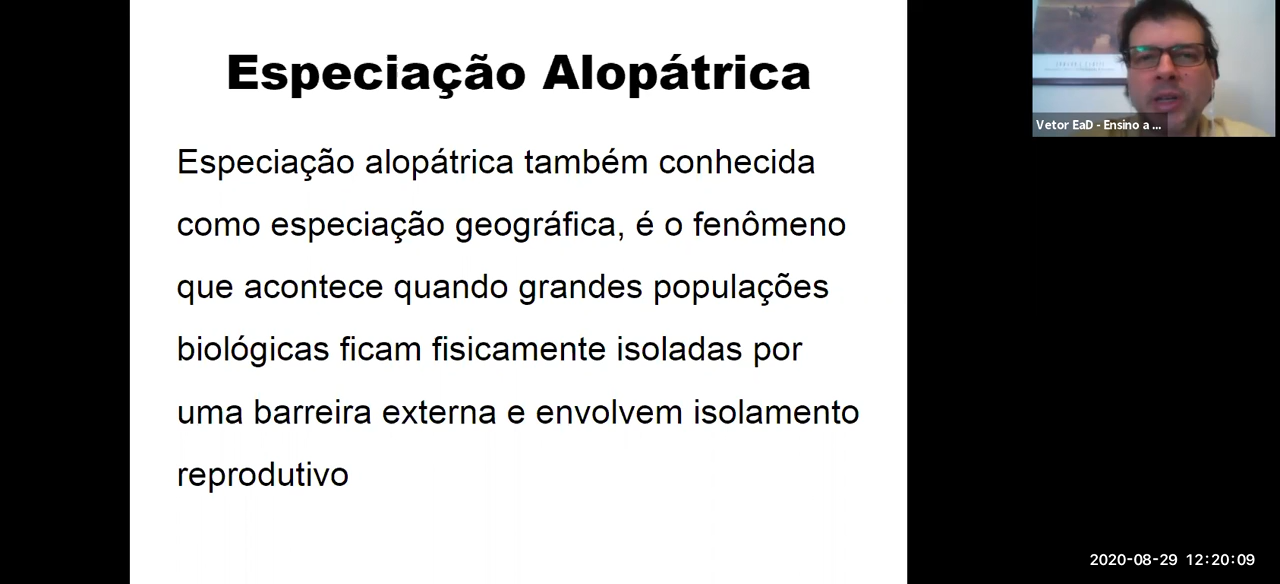 Especiação Alopátrica
Especiação alopátrica também conhecida
como especiação geográfica, é o fenômeno
que acontece quando grandes populações
biológicas ficam fisicamente isoladas por
uma barreira externa e envolvem isolamento
reprodutivo
Vetor EaD - Ensino a ...
2020-08-29 12:20:09